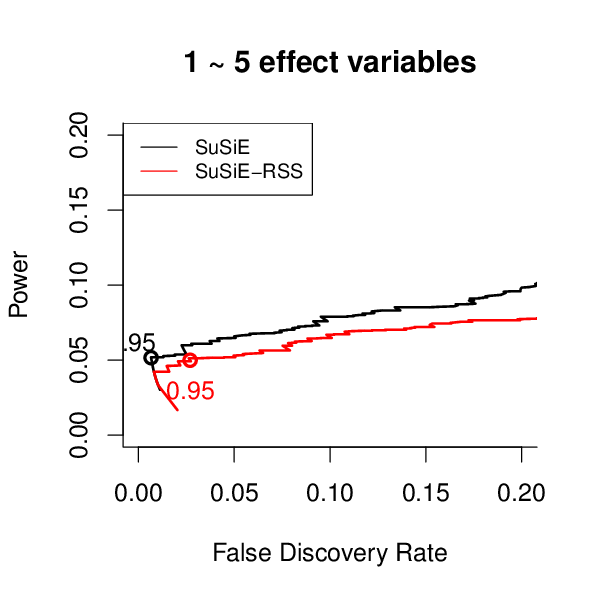 1 ~ 5 effect variables
SuSiE
SuSiE−RSS
Power
0.20
0.15
0.10
0.05
0.00
.95
0.95
0.00 0.05 0.10 0.15 0.20
False Discovery Rate